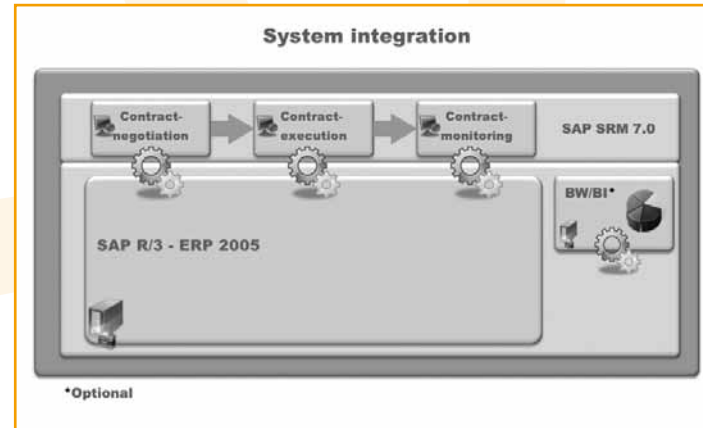 System integration
Contract-
negotiation
Contract-
execution
Contract-
monitoring
SAP SRM 7.0
BW/BI*
SAP R/3 - ERP 2005
*Optional